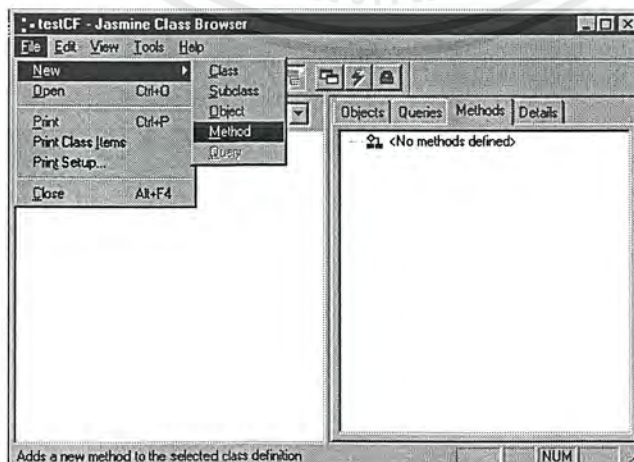 testCF - Jasmine Class Browser
File Edit View Tools Help
New
Open Ctrl+O
Print Ctrl+P
Print Class Items
Print Setup...
Close Alt+F4
Class
Subclass
Object
Method
Query
Objects Queries Methods Details
<No methods defined>
Adds a new method to the selected class definition
NUM